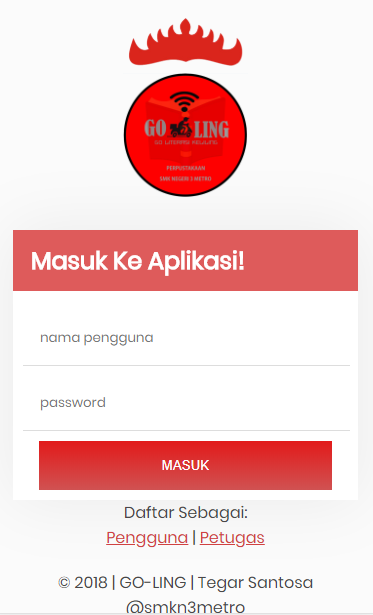 GO LING
GO LIBRARY KELILING
PERPUSTAKAAN
SMK NEGERI 3 METRO
Masuk Ke Aplikasi!
nama pengguna
password
MASUK
Daftar Sebagai:
Pengguna | Petugas
© 2018 | GO-LING | Tegar Santosa
@smkn3metro